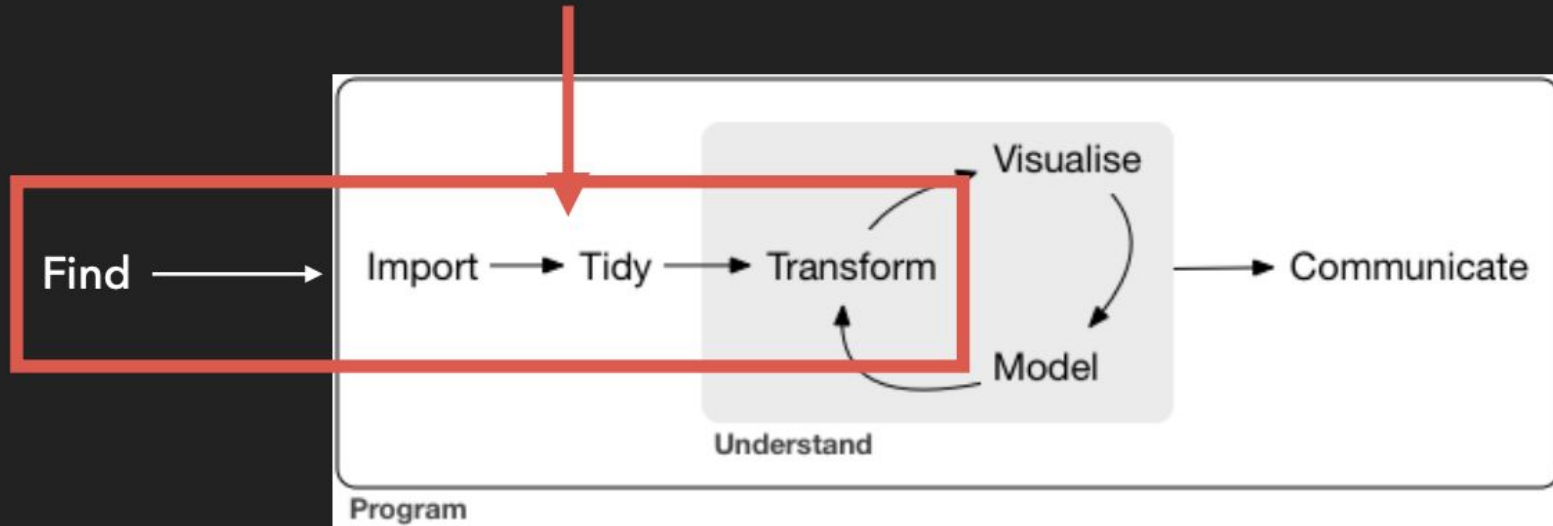 Visualise
Find Import Tidy Transform Communicate
Model
Understand
Program